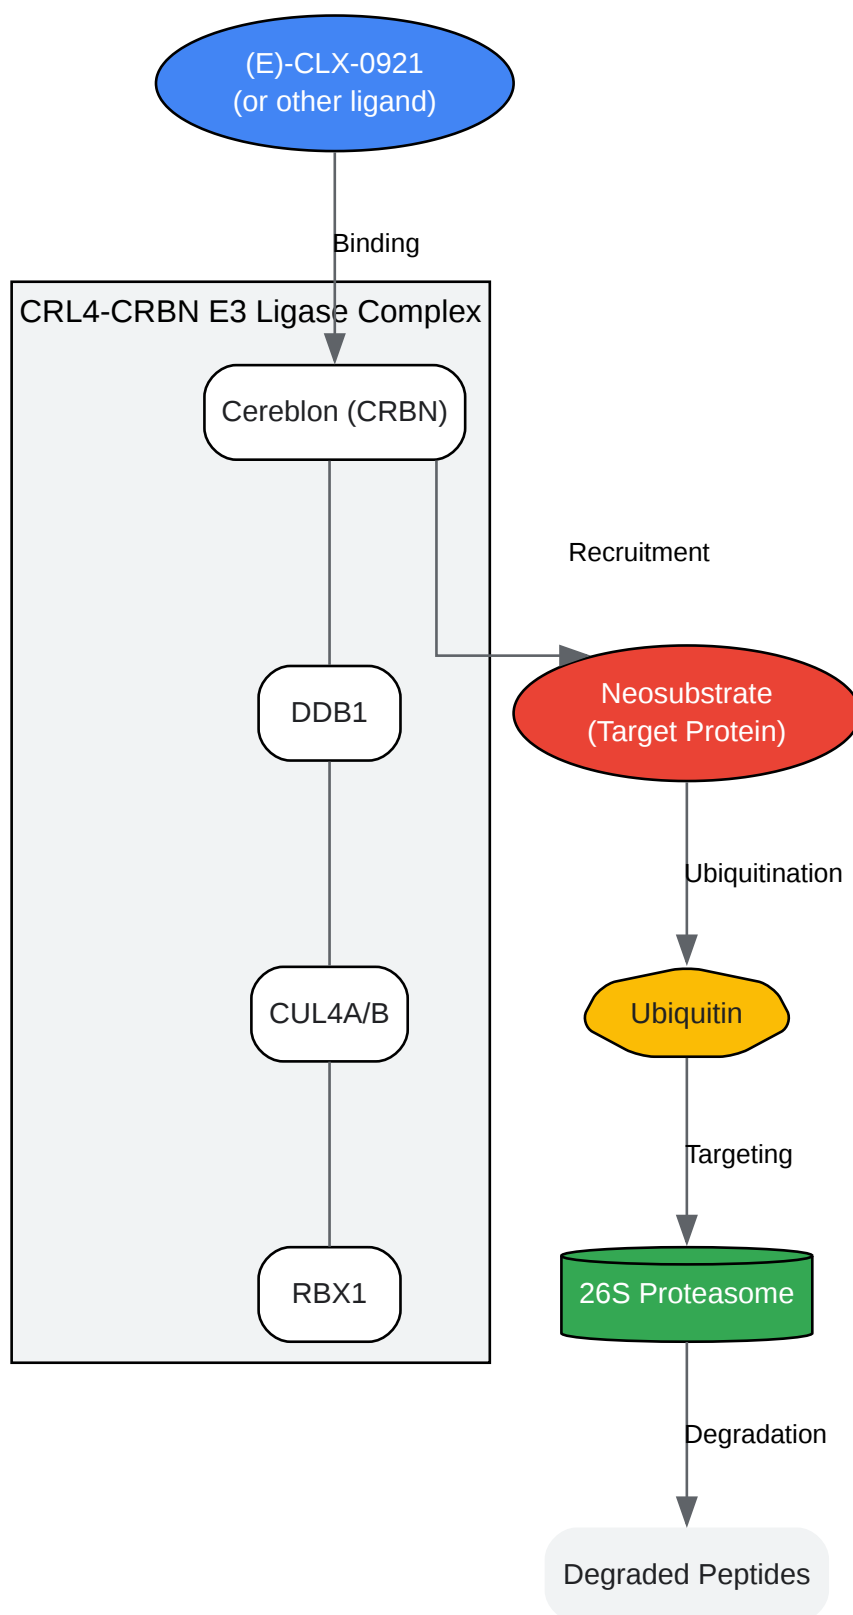 (E)-CLX-0921
(or other ligand)
Binding
CRL4-CRBN E3 Ligase Complex
Cereblon (CRBN)
Recruitment
DDB1
Neosubstrate
(Target Protein)
Ubiquitination
CUL4A/B
Ubiquitin
Targeting
RBX1
26S Proteasome
Degradation
Degraded Peptides